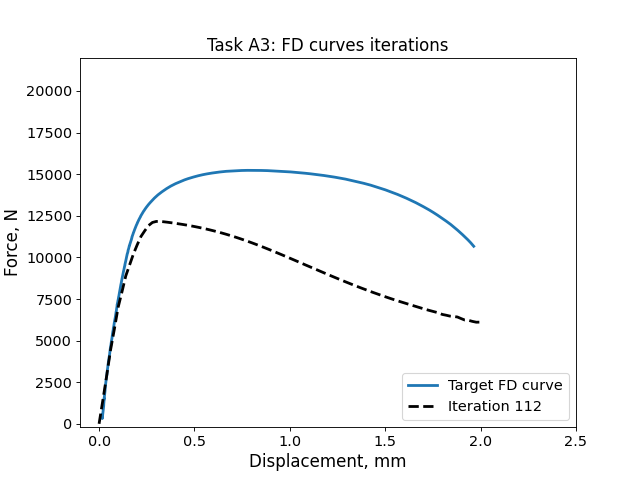 Task A3: FD curves iterations
Force, N
20000
17500
15000
12500
10000
7500
5000
2500
0
Target FD curve
Iteration 112
0.0 0.5 1.0 1.5 2.0 2.5
Displacement, mm